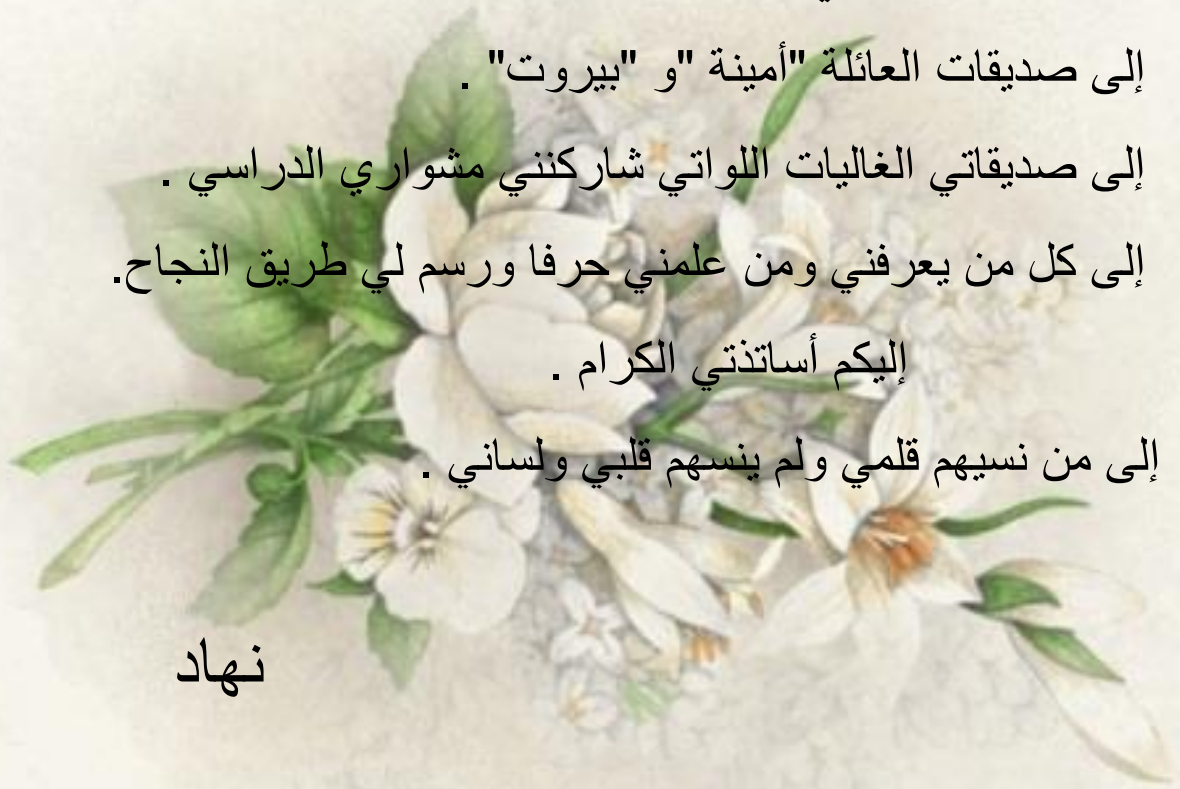 إلى صديقات العائلة "أمينة "و "بيروت" .
إلى صديقاتي الغاليات اللواتي شاركنني مشواري الدراسي .
إلى كل من يعرفني ومن علمني حرفا ورسم لي طريق النجاح.
إليكم أساتذتي الكرام .
إلى من نسيهم قلمي ولم ينسهم قلبي ولساني .
نهاد